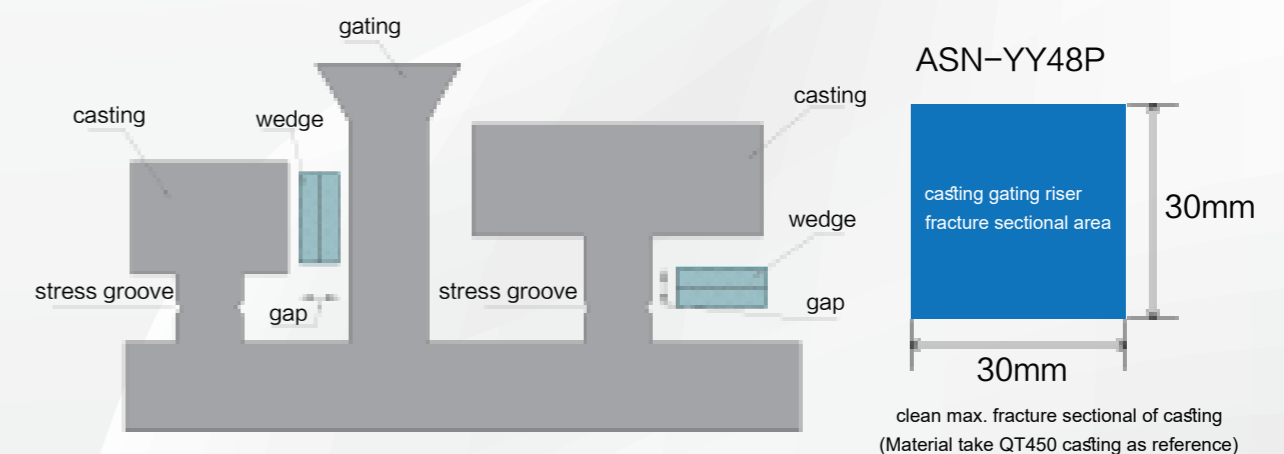 gating
casting
wedge
casting
wedge
stress groove
gap
stress groove
gap
ASN-YY48P
casting gating riser
fracture sectional area
30mm
30mm
clean max. fracture sectional of casting
(Material take QT450 casting as reference)